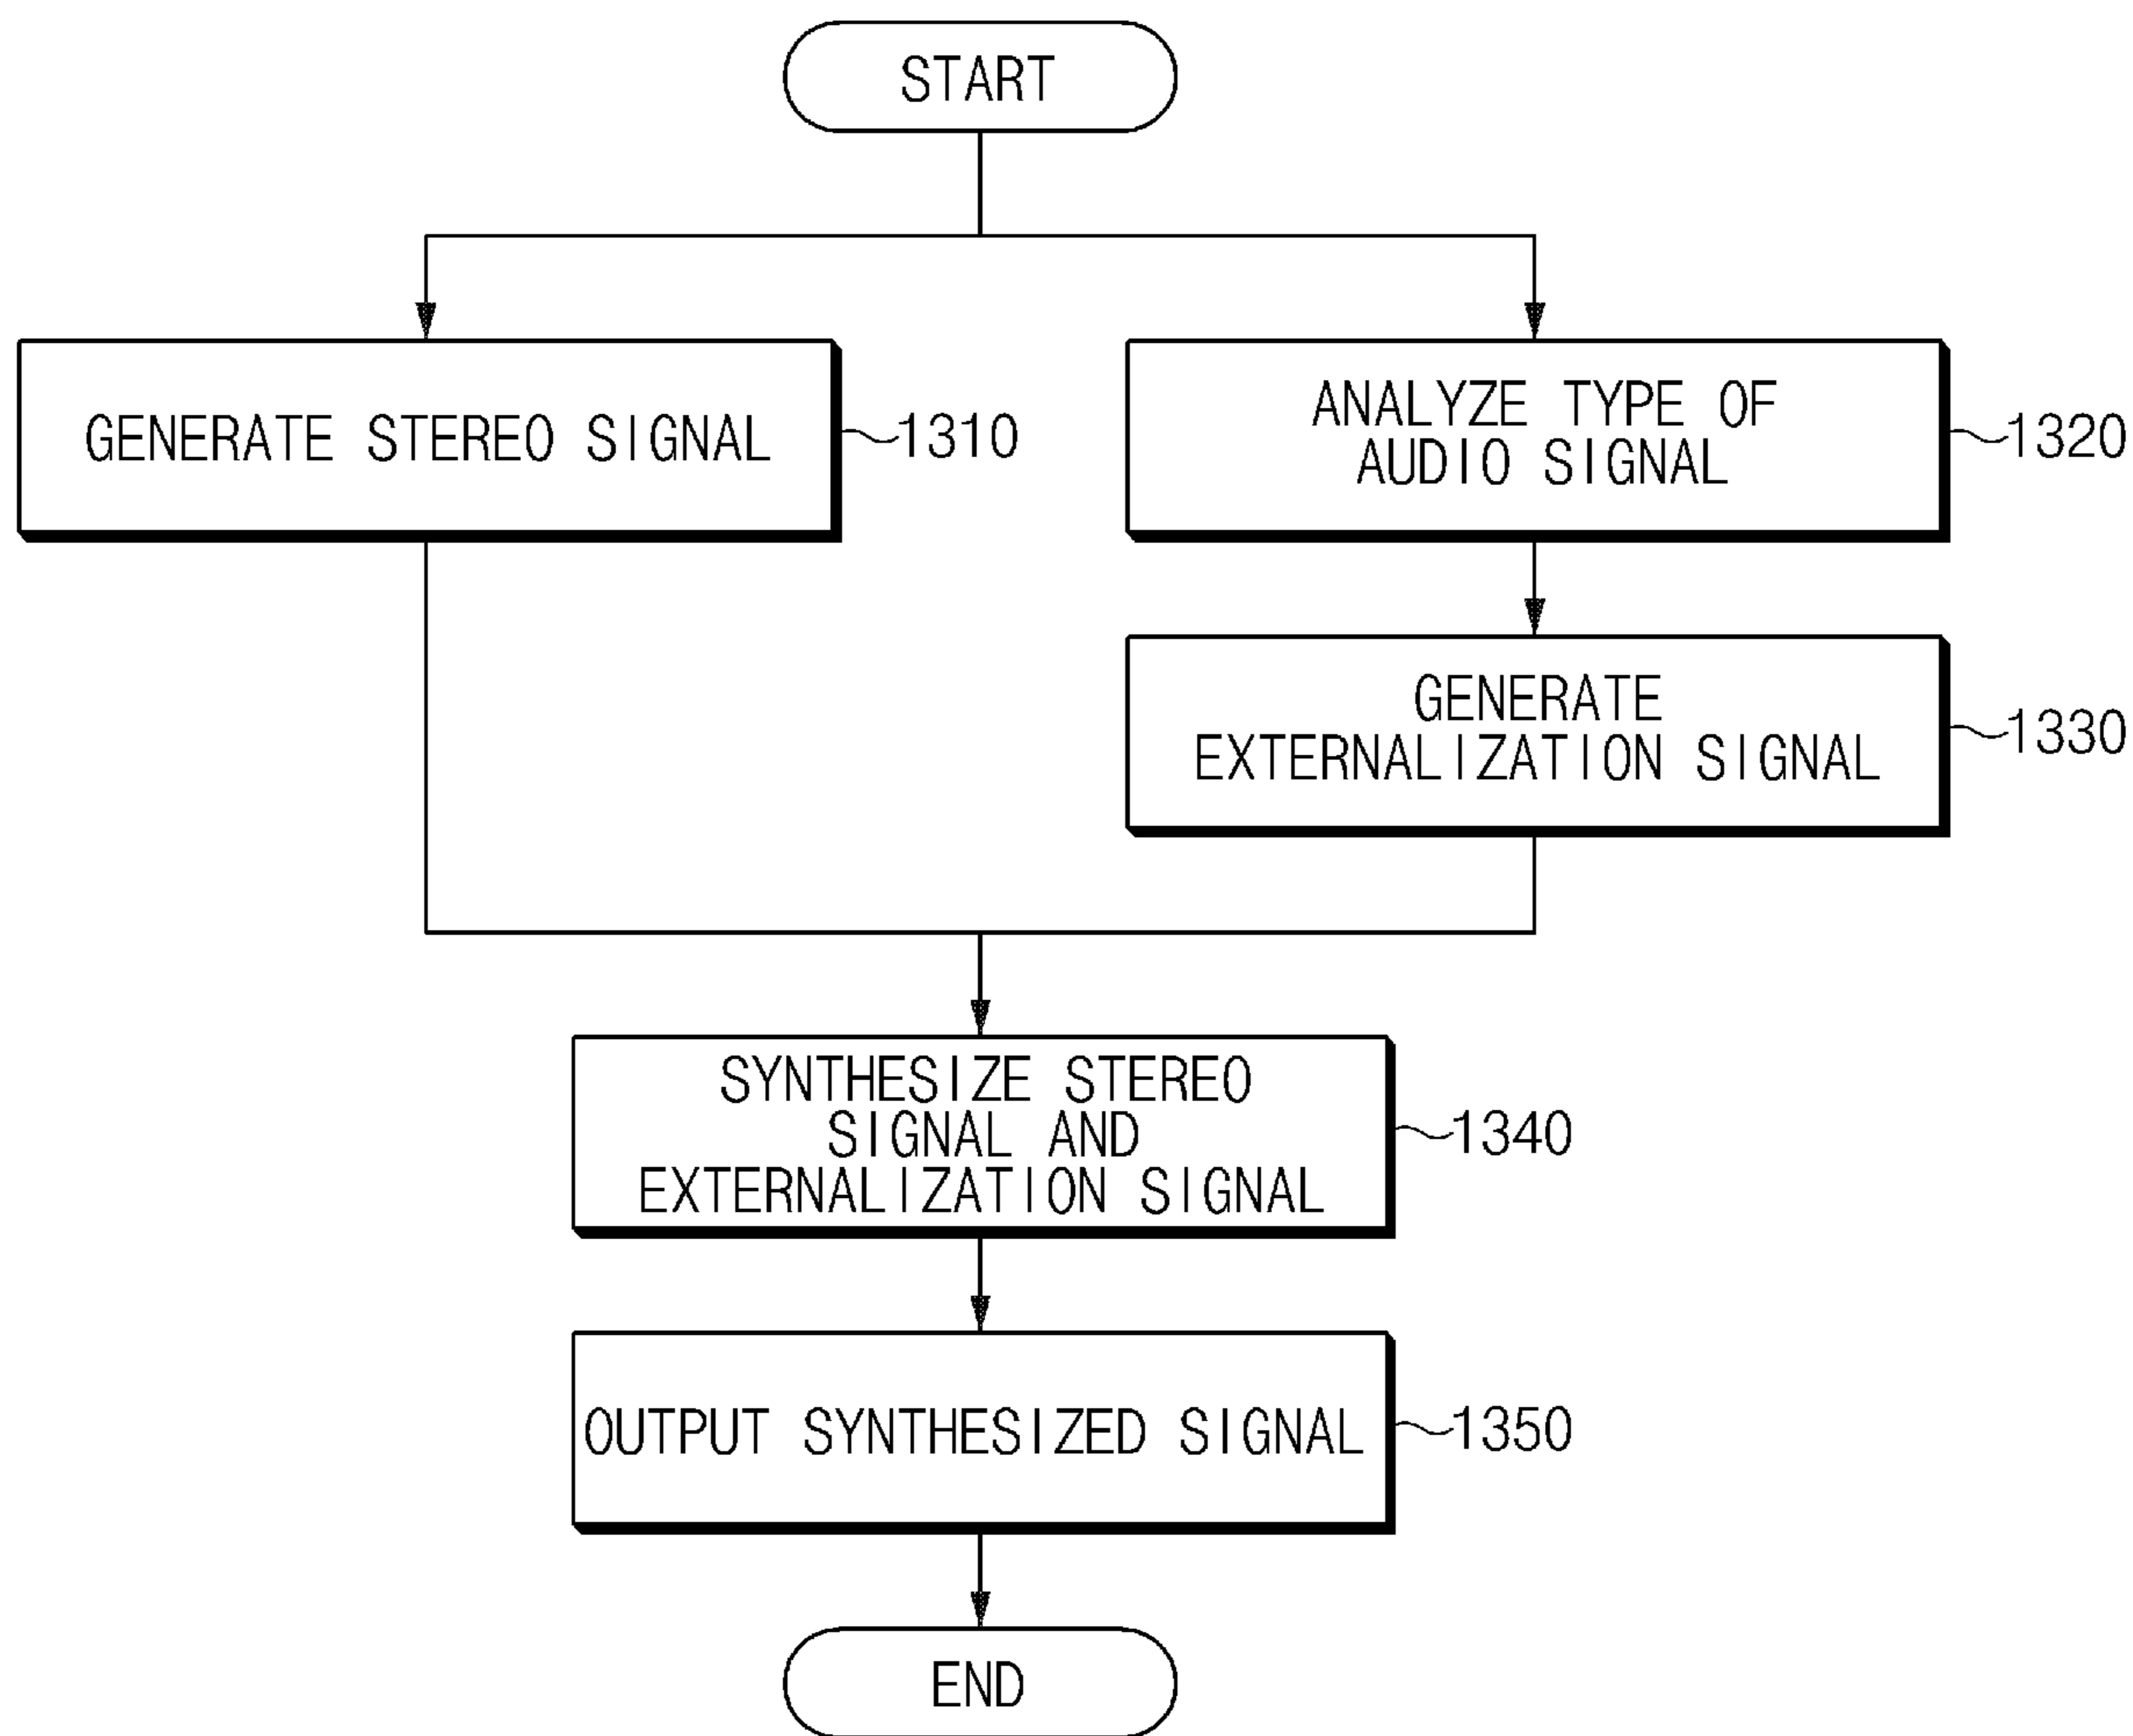 START
GENERATE STEREO SIGNAL
1310
ANALYZE TYPE OF
AUDIO SIGNAL
1320
GENERATE
EXTERNALIZATION SIGNAL
1330
SYNTHESIZE STEREO
SIGNAL AND
EXTERNALIZATION SIGNAL
1340
OUTPUT SYNTHESIZED SIGNAL
1350
END